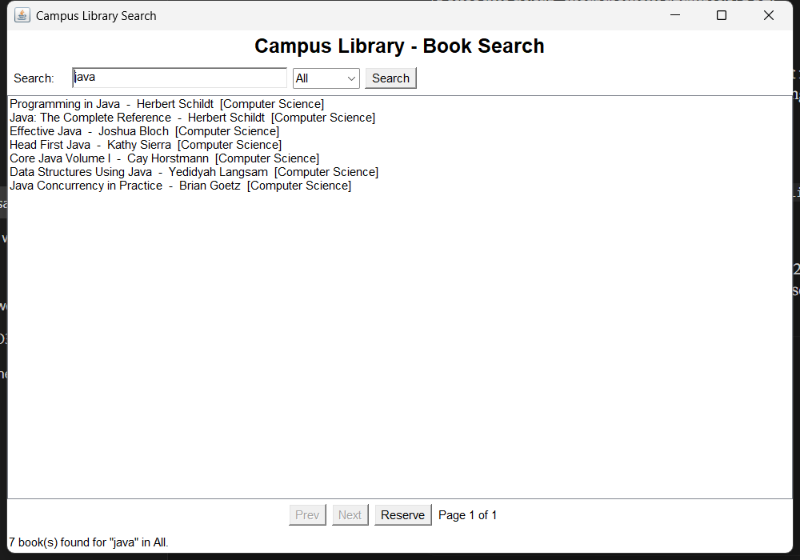 Campus Library Search
Campus Library - Book Search
Search: java All Search
Programming in Java - Herbert Schildt [Computer Science]
Java: The Complete Reference - Herbert Schildt [Computer Science]
Effective Java - Joshua Bloch [Computer Science]
Head First Java - Kathy Sierra [Computer Science]
Core Java Volume I - Cay Horstmann [Computer Science]
Data Structures Using Java - Yedidyah Langsam [Computer Science]
Java Concurrency in Practice - Brian Goetz [Computer Science]
Prev Next Reserve Page 1 of 1
7 book(s) found for "java" in All.